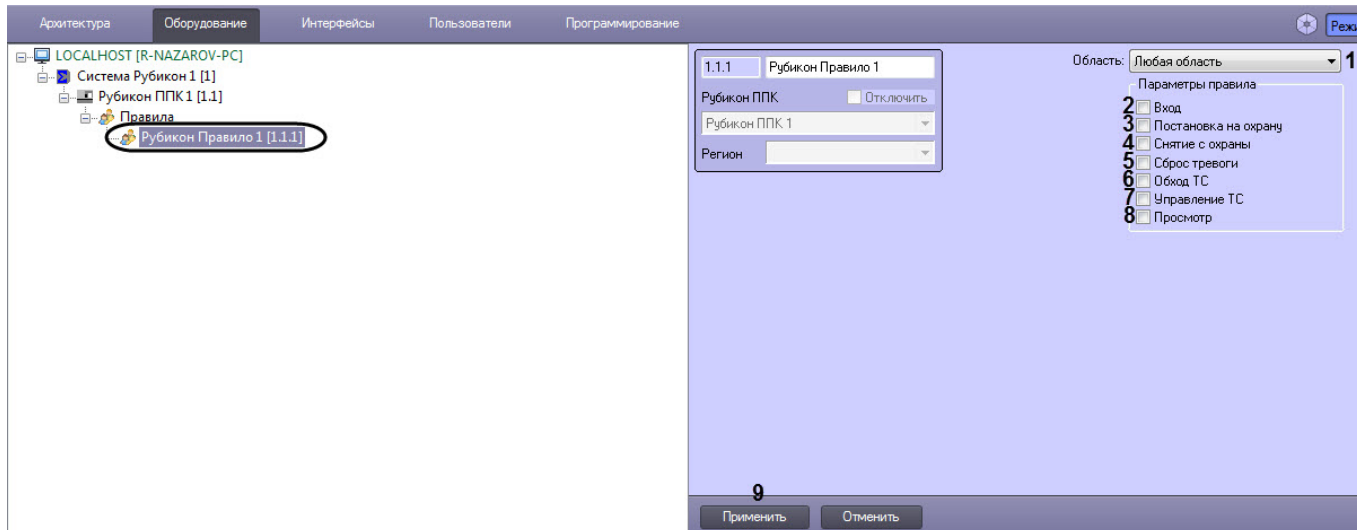 Архитектура Оборудование Интерфейсы Пользователи Программирование
LOCALHOST [R-NAZAROV-PC]
Система Рубикон 1 [1]
Рубикон ППК 1 [1.1]
Правила
Рубикон Правило 1 [1.1.1]
1.1.1 Рубикон Правило 1
Рубикон ППК Отключить
Рубикон ППК 1
Регион
Область: Любая область 1
Параметры правила
2 Вход
3 Постановка на охрану
4 Снятие с охраны
5 Сброс тревоги
6 Обход ТС
7 Управление ТС
8 Просмотр
9
Применить Отменить